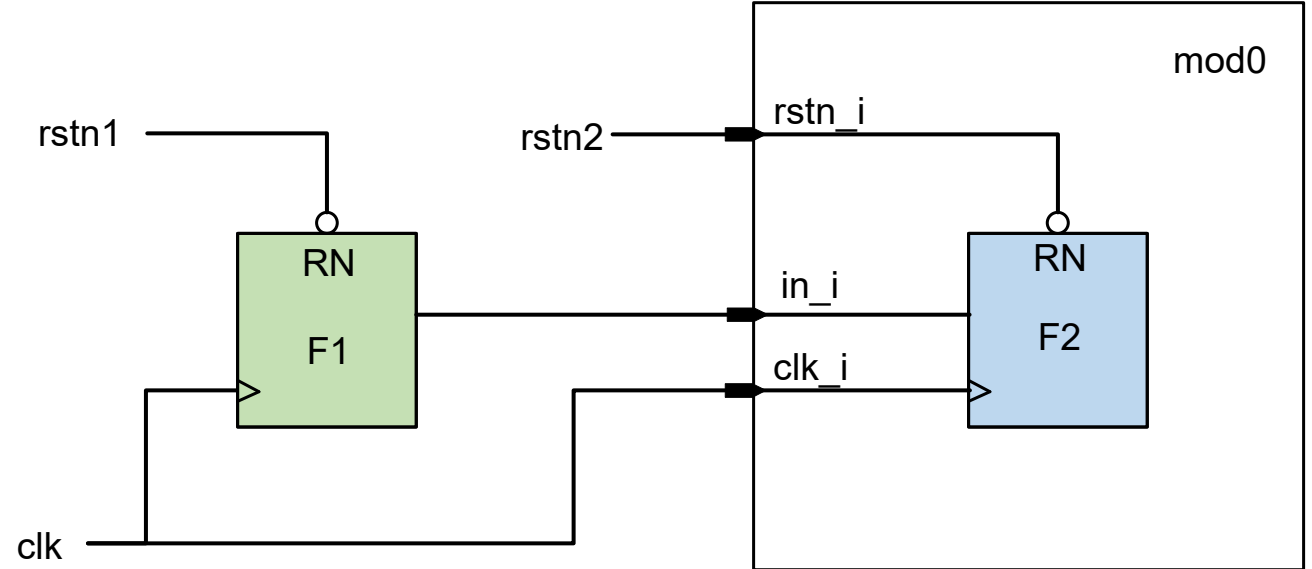 mod0
rstn_i
rstn1
rstn2
RN
RN
in_i
F1
F2
clk_i
clk